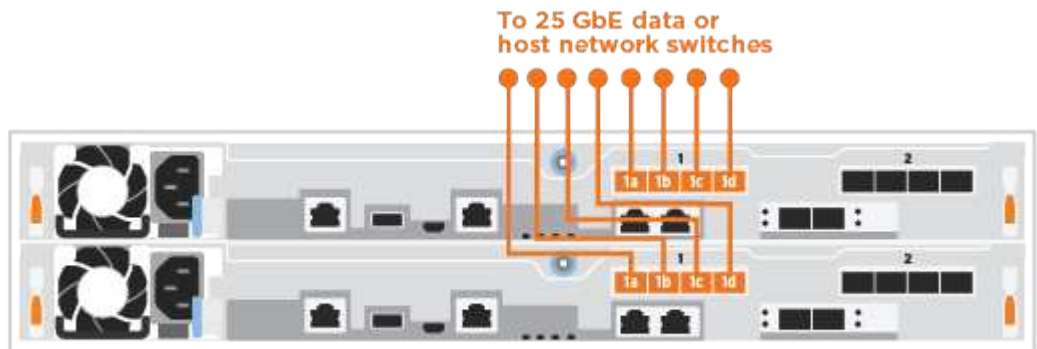 To 25 GbE data or
host network switches
1 2
1a 1b 1c 1d
1 2
1a 1b 1c 1d